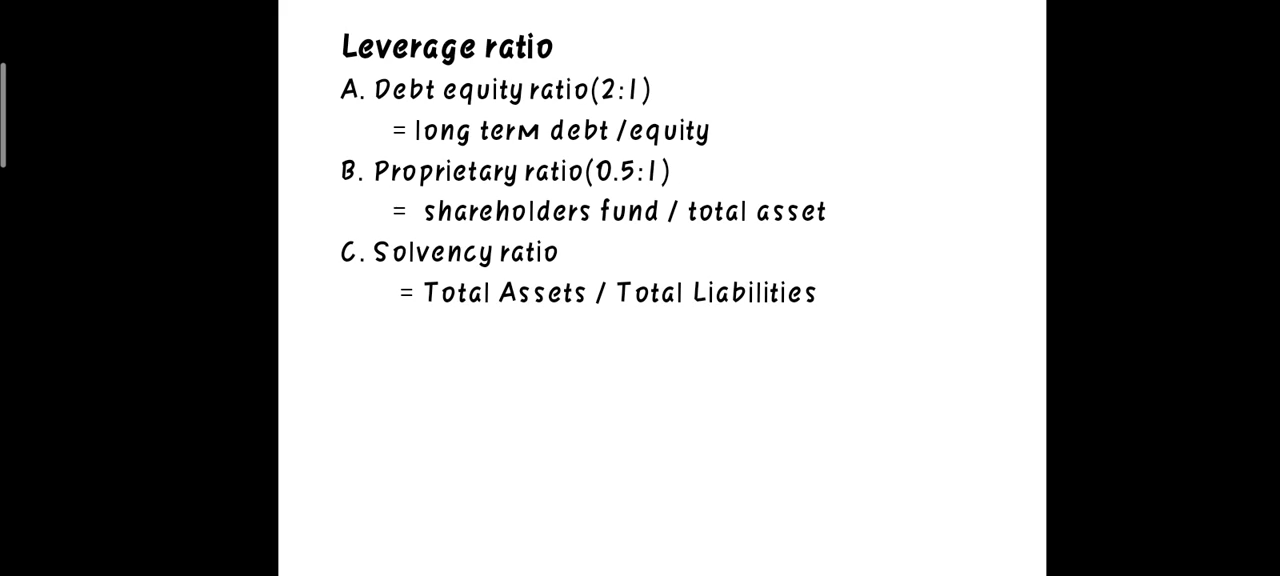 Leverage ratio
A. Debt equity ratio(2:1)
= long term debt /equity
B. Proprietary ratio(0.5:1)
= shareholders fund / total asset
C. Solvency ratio
= Total Assets / Total Liabilities